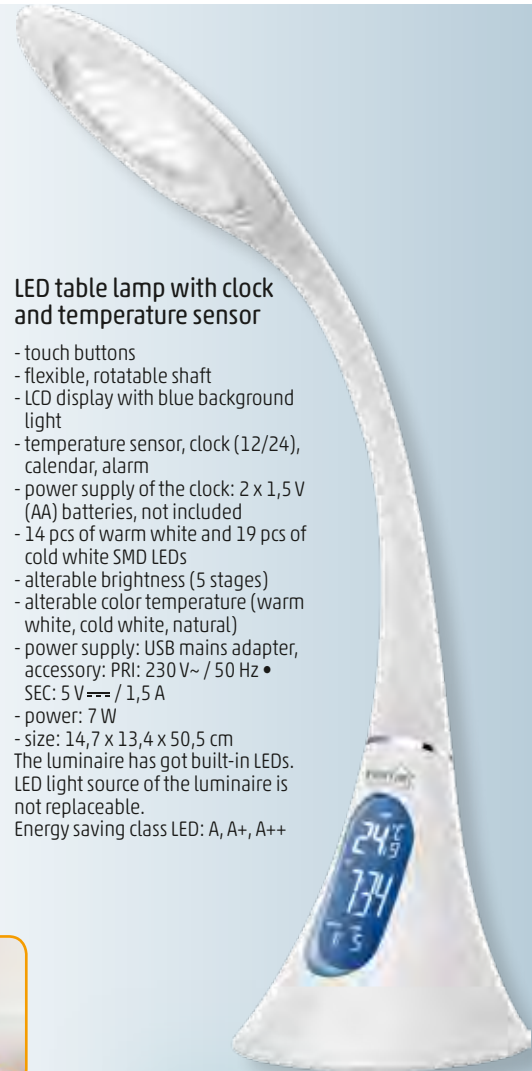 LED table lamp with clock
and temperature sensor
- touch buttons
- flexible, rotatable shaft
- LCD display with blue background
light
- temperature sensor, clock (12/24),
calendar, alarm
- power supply of the clock: 2 x 1,5 V
(AA) batteries, not included
- 14 pcs of warm white and 19 pcs of
cold white SMD LEDs
- alterable brightness (5 stages)
- alterable color temperature (warm
white, cold white, natural)
- power supply: USB mains adapter,
accessory: PRI: 230 V~ / 50 Hz •
SEC: 5 V⎓ / 1,5 A
- power: 7 W
- size: 14,7 x 13,4 x 50,5 cm
The luminaire has got built-in LEDs.
LED light source of the luminaire is
not replaceable.
Energy saving class LED: A, A+, A++
24.9 °C
7 34